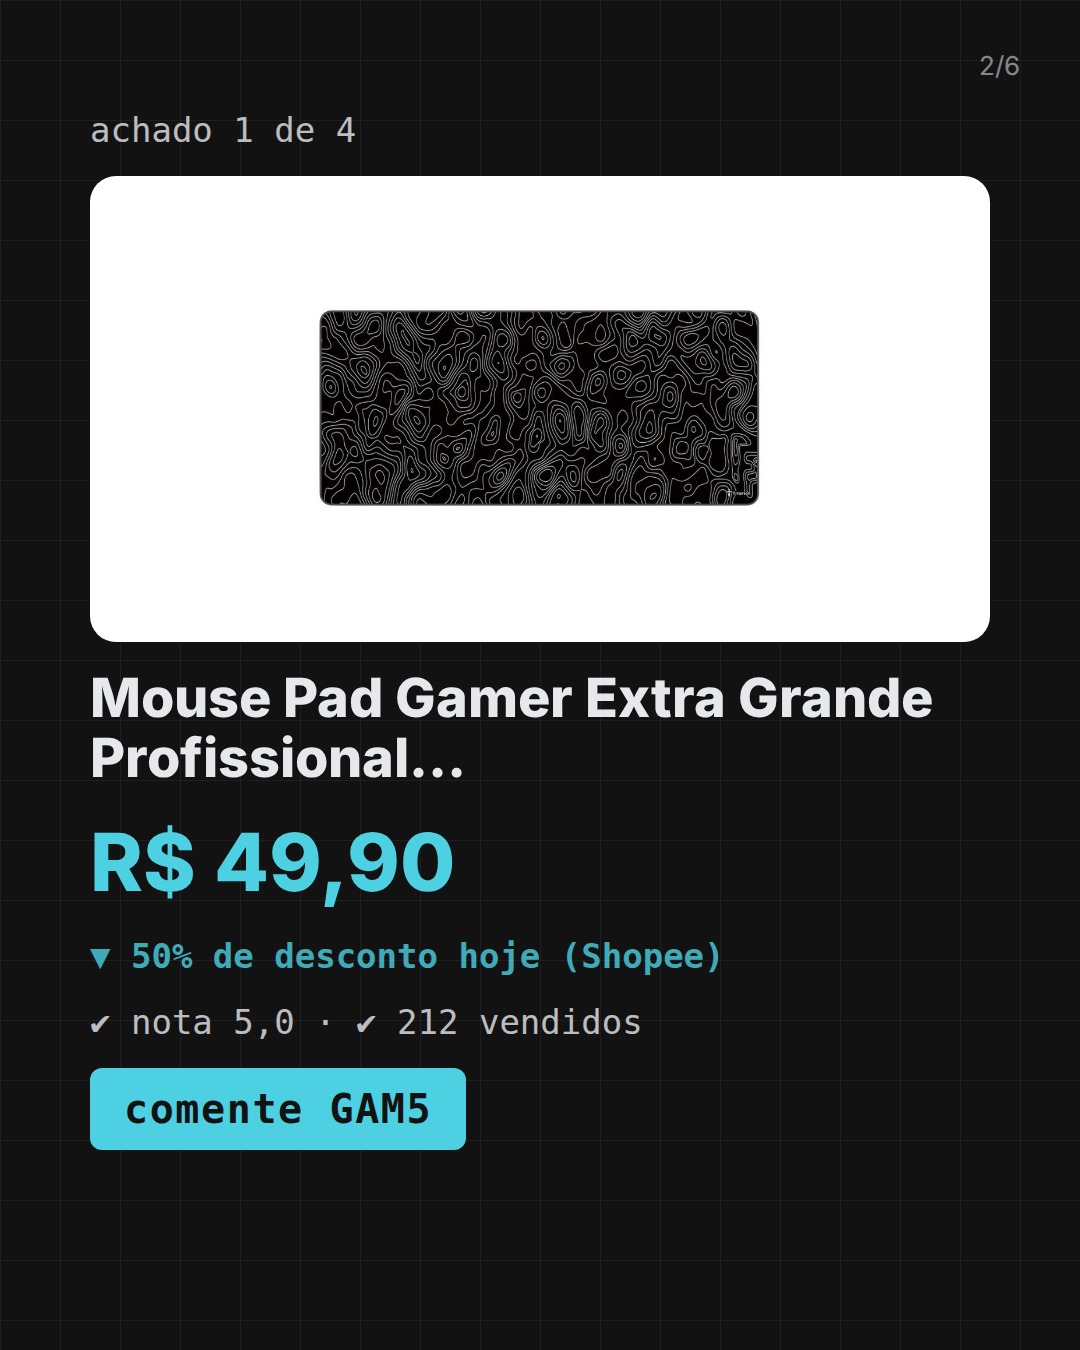 2/6
achado 1 de 4
Mouse Pad Gamer Extra Grande
Profissional...
R$ 49,90
▼ 50% de desconto hoje (Shopee)
✔ nota 5,0 · ✔ 212 vendidos
comente GAM5